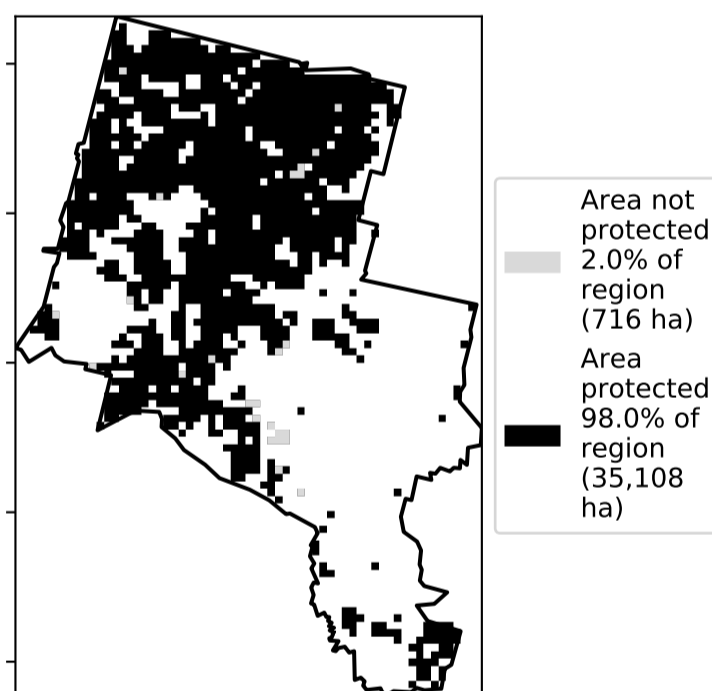 Area not
protected
2.0% of
region
(716 ha)
Area
protected
98.0% of
region
(35,108
ha)